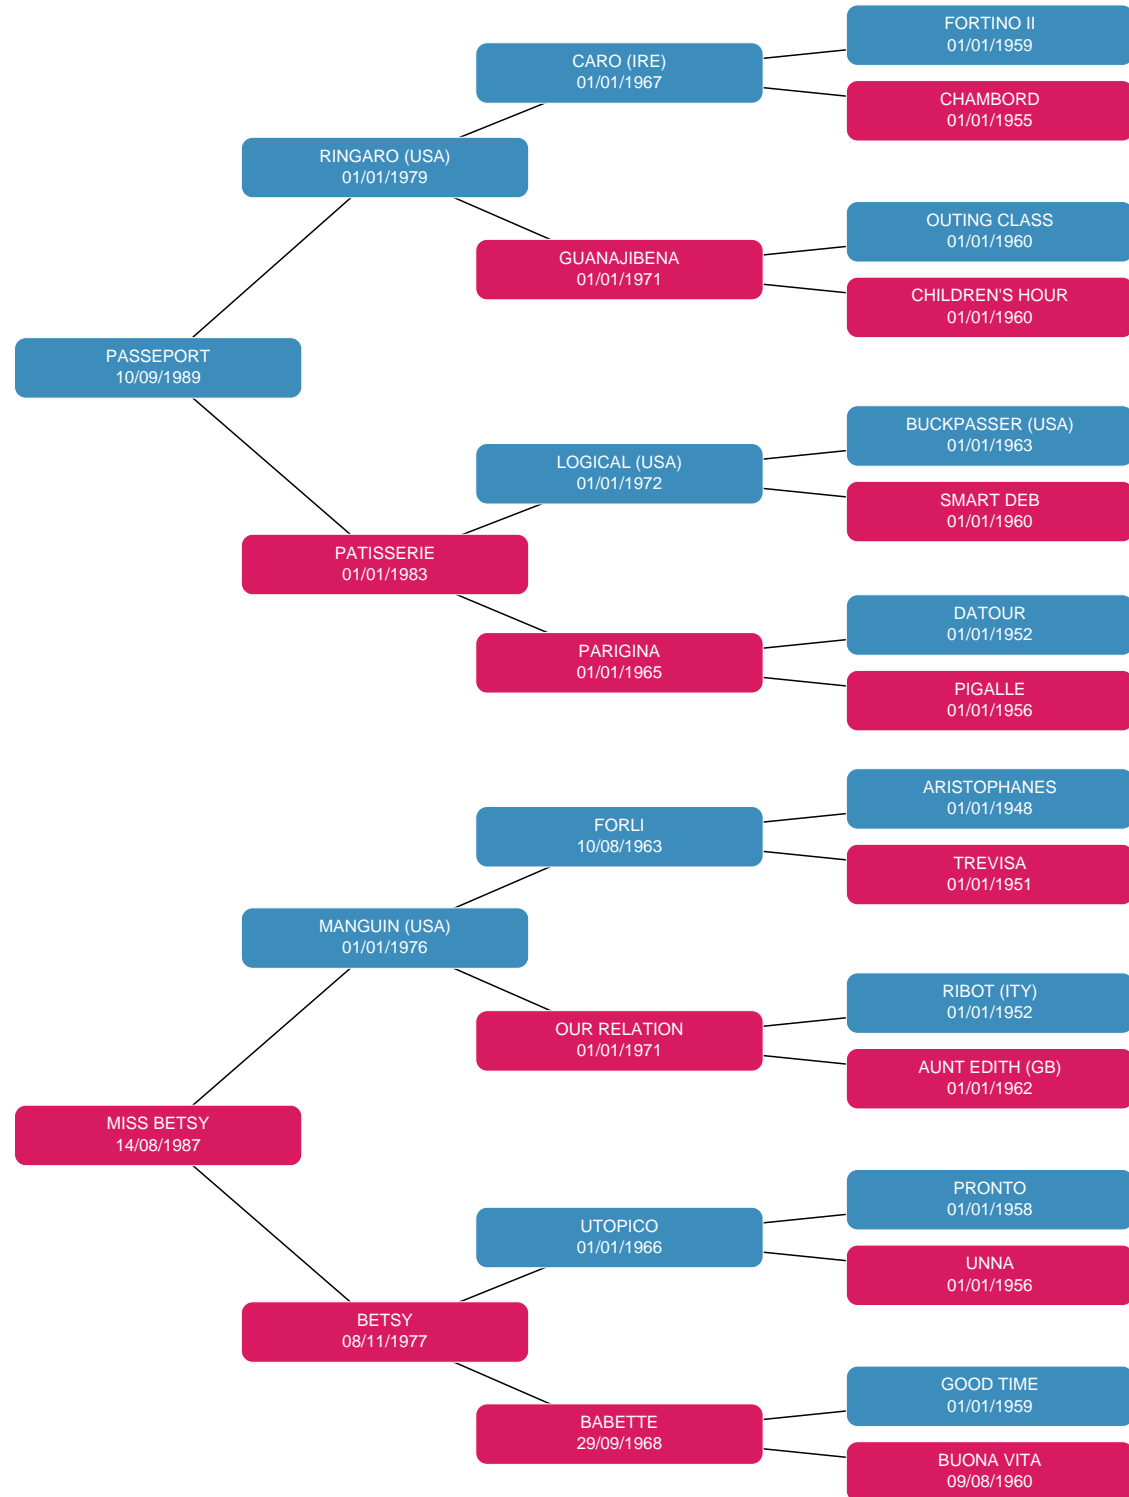 FORTINO II
01/01/1959
CARO (IRE)
01/01/1967
CHAMBORD
01/01/1955
RINGARO (USA)
01/01/1979
OUTING CLASS
01/01/1960
GUANAJIBENA
01/01/1971
CHILDREN'S HOUR
01/01/1960
PASSEPORT
10/09/1989
BUCKPASSER (USA)
01/01/1963
LOGICAL (USA)
01/01/1972
SMART DEB
01/01/1960
PATISSERIE
01/01/1983
DATOUR
01/01/1952
PARIGINA
01/01/1965
PIGALLE
01/01/1956
ARISTOPHANES
01/01/1948
FORLI
10/08/1963
TREVISA
01/01/1951
MANGUIN (USA)
01/01/1976
RIBOT (ITY)
01/01/1952
OUR RELATION
01/01/1971
AUNT EDITH (GB)
01/01/1962
MISS BETSY
14/08/1987
PRONTO
01/01/1958
UTOPICO
01/01/1966
UNNA
01/01/1956
BETSY
08/11/1977
GOOD TIME
01/01/1959
BABETTE
29/09/1968
BUONA VITA
09/08/1960